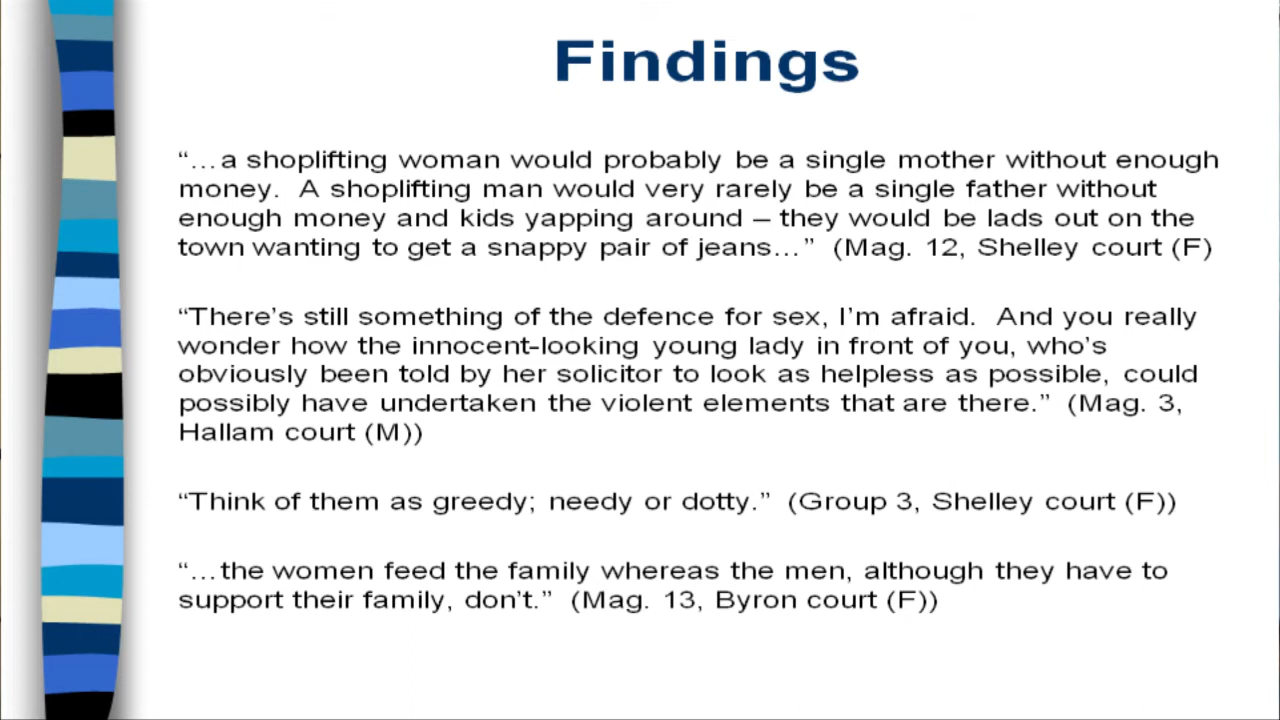 Findings
“…a shoplifting woman would probably be a single mother without enough
money.  A shoplifting man would very rarely be a single father without
enough money and kids yapping around – they would be lads out on the
town wanting to get a snappy pair of jeans…”  (Mag. 12, Shelley court (F)
“There’s still something of the defence for sex, I’m afraid.  And you really
wonder how the innocent-looking young lady in front of you, who’s
obviously been told by her solicitor to look as helpless as possible, could
possibly have undertaken the violent elements that are there.”  (Mag. 3,
Hallam court (M))
“Think of them as greedy; needy or dotty.”  (Group 3, Shelley court (F))
“…the women feed the family whereas the men, although they have to
support their family, don’t.”  (Mag. 13, Byron court (F))